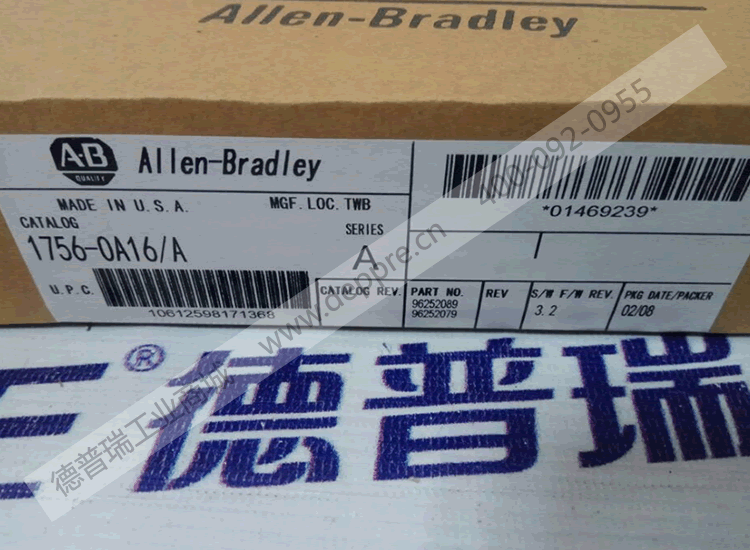 Allen-Bradley
A-B
QUALITY
Allen-Bradley
MADE IN U.S.A.
MGF.LOC.TWB
CATALOG
1756-OA16/A
SERIES
A
U.P.C.
10612598171368
CATALOG REV.
PART NO.
96252089
96252079
REV
S/W F/W REV.
3.2
PKG DATE/PACKER
02/08
*01469239*
®德普瑞
德普瑞工业商城 www.deppre.cn 400-092-0955